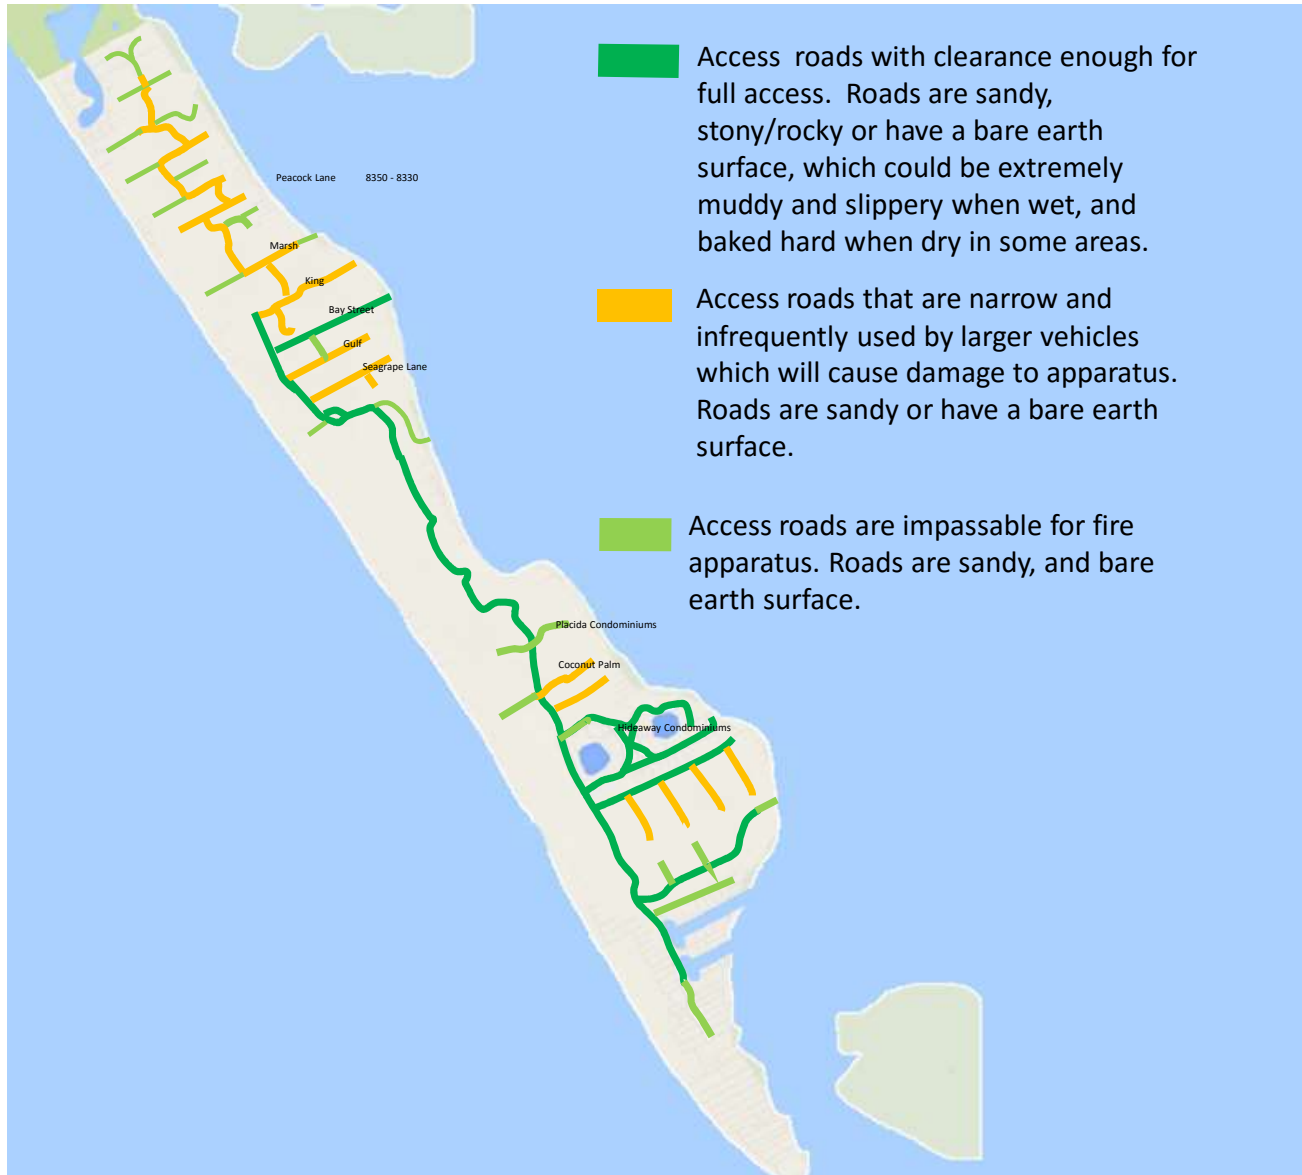 Access roads with clearance enough for
full access. Roads are sandy,
stony/rocky or have a bare earth
surface, which could be extremely
muddy and slippery when wet, and
baked hard when dry in some areas.
Peacock Lane 8350 - 8330
Marsh
King
Bay Street
Gulf
Seagrape Lane
Access roads that are narrow and
infrequently used by larger vehicles
which will cause damage to apparatus.
Roads are sandy or have a bare earth
surface.
Access roads are impassable for fire
apparatus. Roads are sandy, and bare
earth surface.
Placida Condominiums
Coconut Palm
Hideaway Condominiums